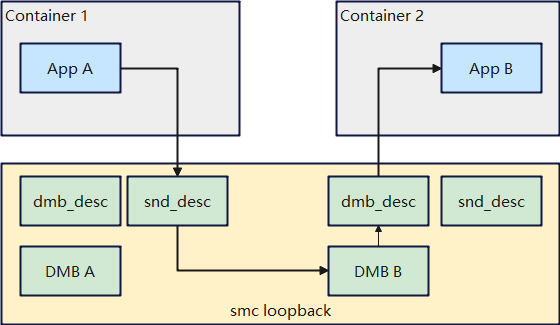 Container 1
Container 2
App A
App B
dmb_desc
snd_desc
dmb_desc
snd_desc
DMB A
DMB B
smc loopback